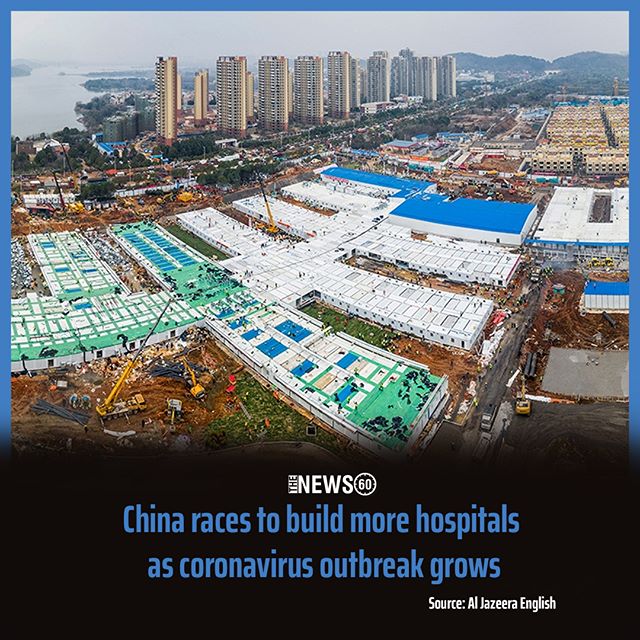 THE NEWS 60
China races to build more hospitals
as coronavirus outbreak grows
Source: Al Jazeera English